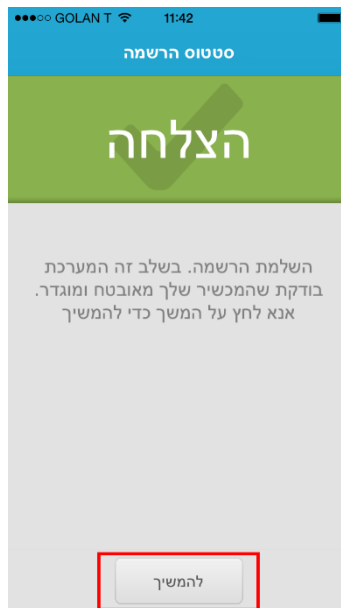 ●●●○○ GOLAN T 11:42
סטטוס הרשמה
הצלחה
השלמת הרשמה. בשלב זה המערכת
בודקת שהמכשיר שלך מאובטח ומוגדר.
אנא לחץ על המשך כדי להמשיך
להמשיך